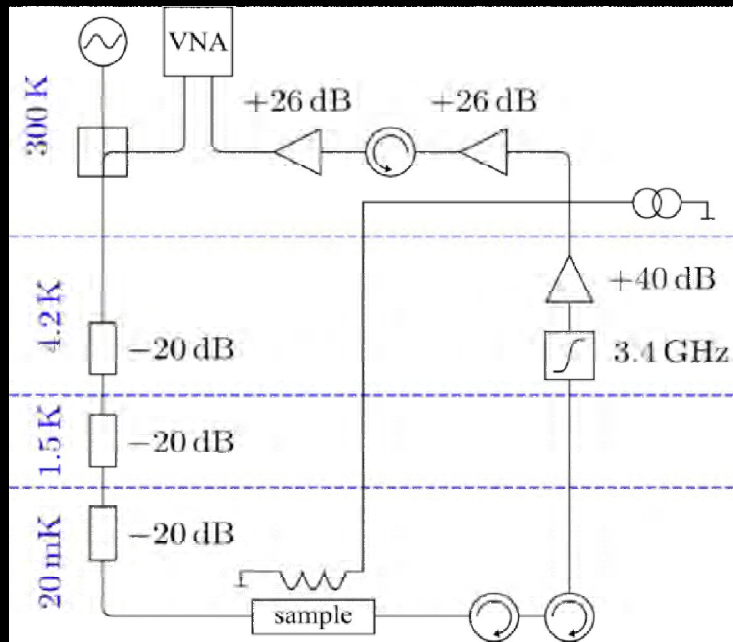 VNA
+26 dB
+26 dB
300 K
+40 dB
4.2 K
−20 dB
3.4 GHz
1.5 K
−20 dB
20 mK
−20 dB
sample